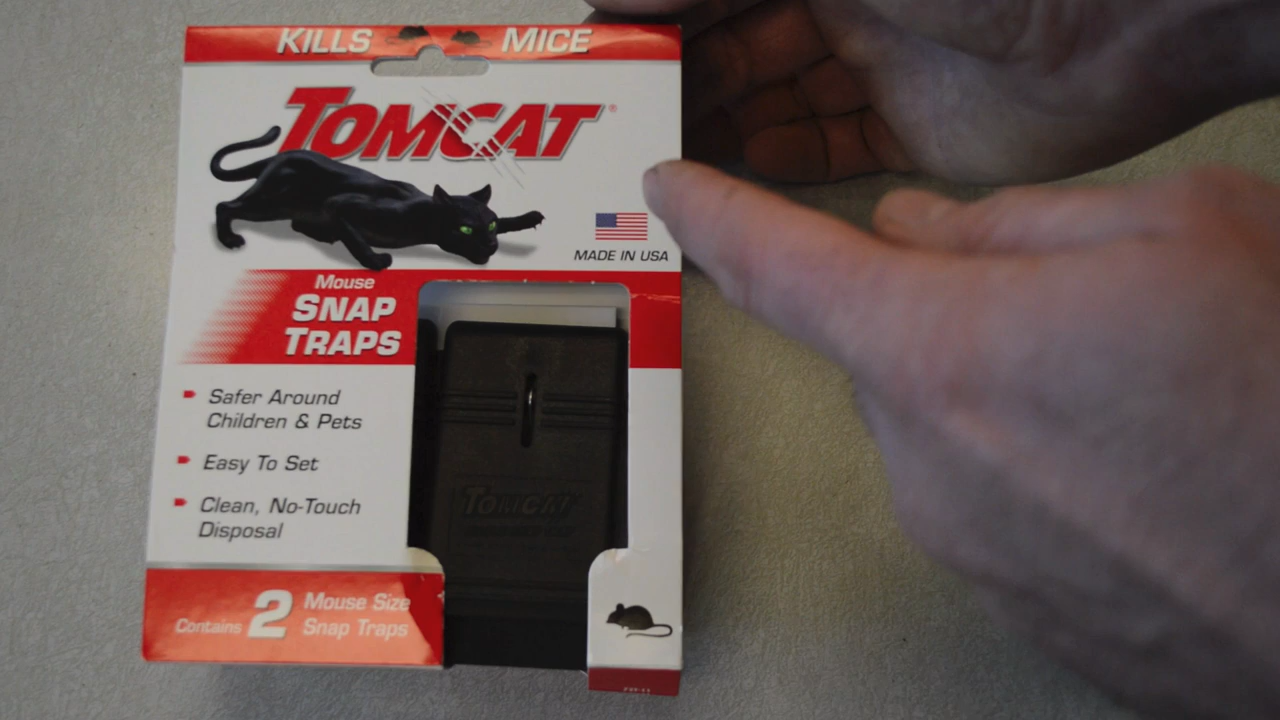 KILLS MICE
TOMCAT®
MADE IN USA
MOUSE
SNAP
TRAPS
Safer Around
Children & Pets
Easy To Set
Clean, No-Touch
Disposal
Contains 2 Mouse Size
Snap Traps
TOMCAT